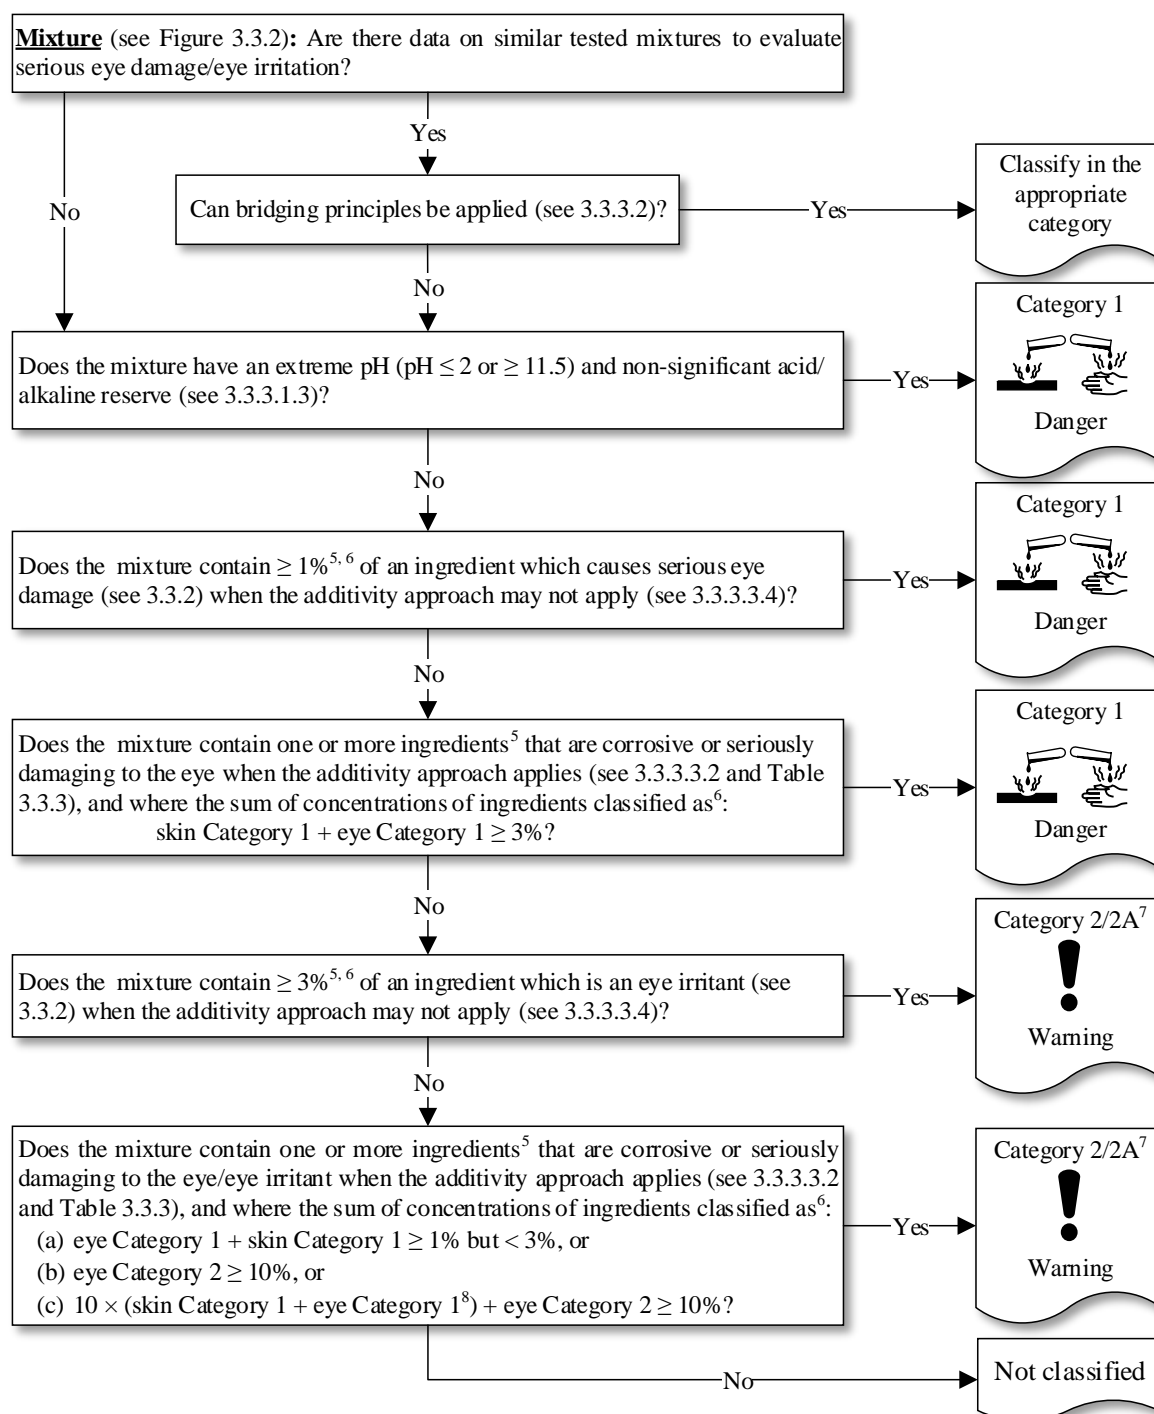 Mixture (see Figure 3.3.2): Are there data on similar tested mixtures to evaluate
serious eye damage/eye irritation?
Yes
No
Can bridging principles be applied (see 3.3.3.2)?
Yes
Classify in the
appropriate
category
No
Category 1
Does the mixture have an extreme pH (pH ≤ 2 or ≥ 11.5) and non-significant acid/
alkaline reserve (see 3.3.3.1.3)?
Yes
Danger
No
Category 1
Does the mixture contain ≥ 1%⁵, ⁶ of an ingredient which causes serious eye
damage (see 3.3.2) when the additivity approach may not apply (see 3.3.3.3.4)?
Yes
Danger
No
Category 1
Does the mixture contain one or more ingredients⁵ that are corrosive or seriously
damaging to the eye when the additivity approach applies (see 3.3.3.3.2 and Table
3.3.3), and where the sum of concentrations of ingredients classified as⁶:
skin Category 1 + eye Category 1 ≥ 3%?
Yes
Danger
No
Category 2/2A⁷
Does the mixture contain ≥ 3%⁵, ⁶ of an ingredient which is an eye irritant (see
3.3.2) when the additivity approach may not apply (see 3.3.3.3.4)?
Yes
Warning
No
Category 2/2A⁷
Does the mixture contain one or more ingredients⁵ that are corrosive or seriously
damaging to the eye/eye irritant when the additivity approach applies (see 3.3.3.3.2
and Table 3.3.3), and where the sum of concentrations of ingredients classified as⁶:
(a) eye Category 1 + skin Category 1 ≥ 1% but < 3%, or
(b) eye Category 2 ≥ 10%, or
(c) 10 × (skin Category 1 + eye Category 1⁸) + eye Category 2 ≥ 10%?
Yes
Warning
No
Not classified